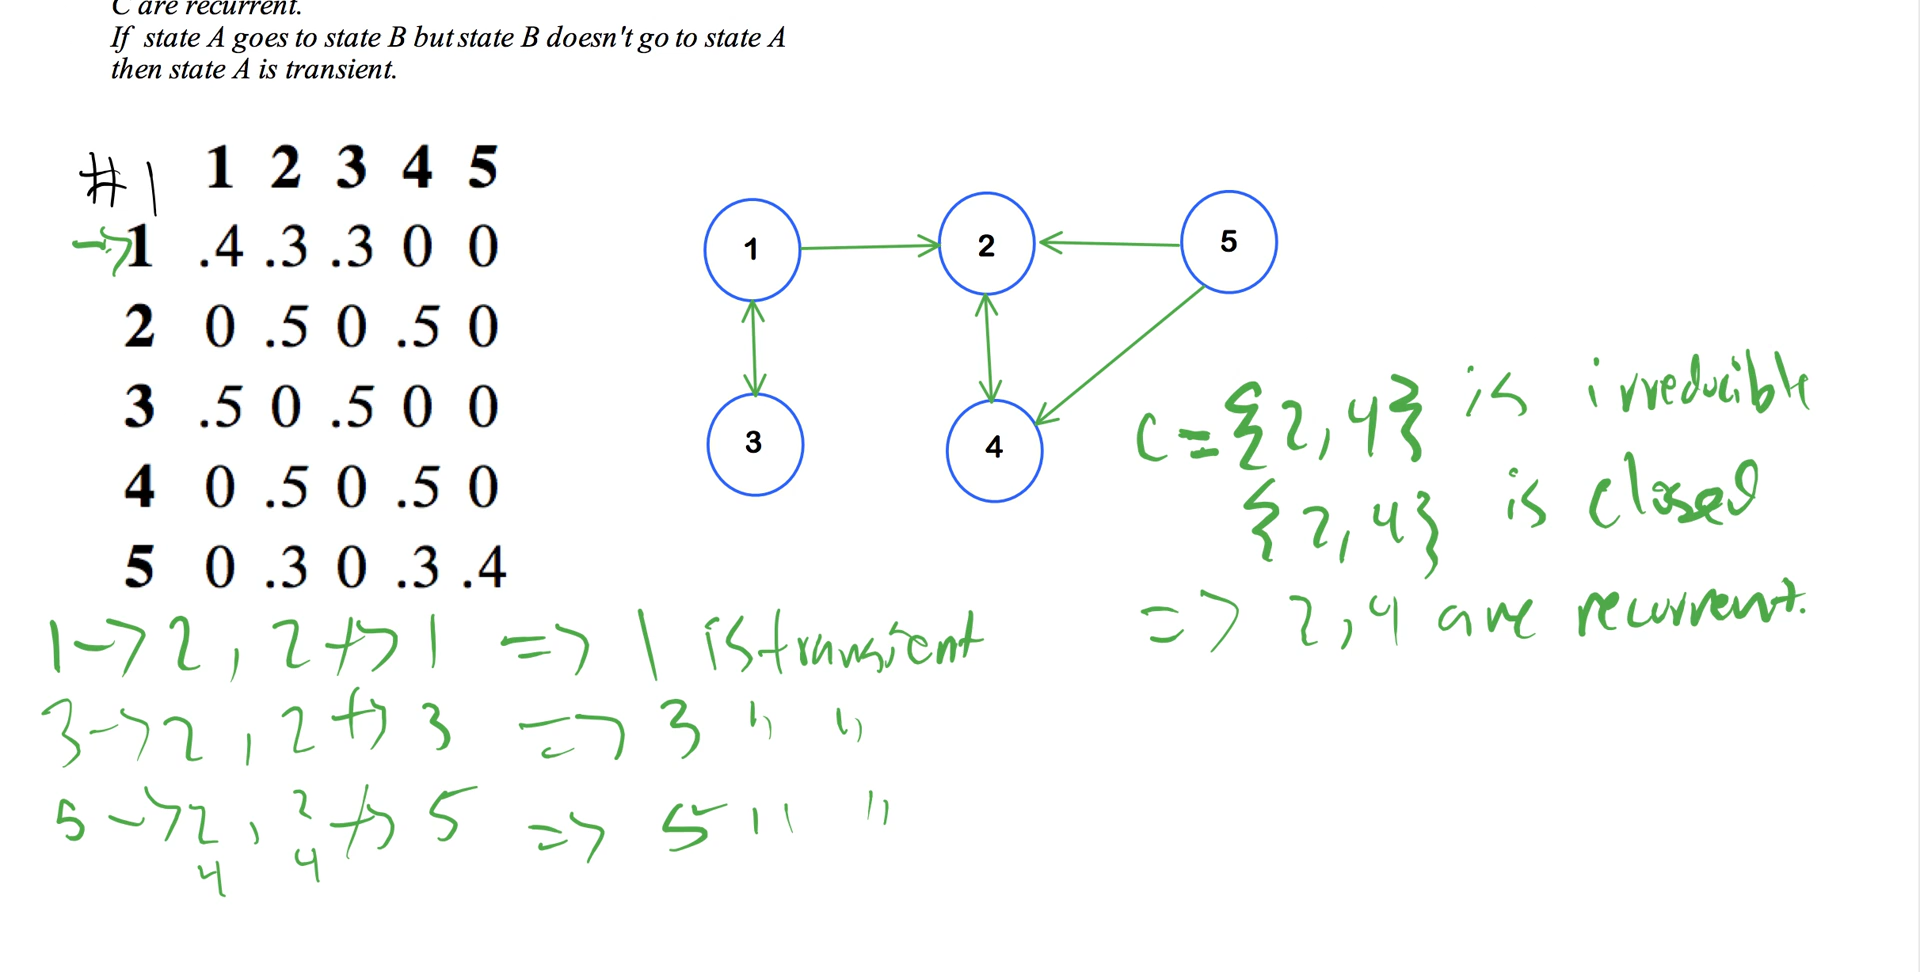 C are recurrent.
If state A goes to state B but state B doesn't go to state A
then state A is transient.
#1 1 2 3 4 5
→1 .4 .3 .3 0 0
2 0 .5 0 .5 0
3 .5 0 .5 0 0
4 0 .5 0 .5 0
5 0 .3 0 .3 .4
1 2 5
3 4
C={2,4} is irreducible
{2,4} is closed
=> 2,4 are recurrent.
1→2, 2↛1 => 1 is transient
3→2, 2↛3 => 3 " "
5→2, 2↛5 => 5 " "
4 4